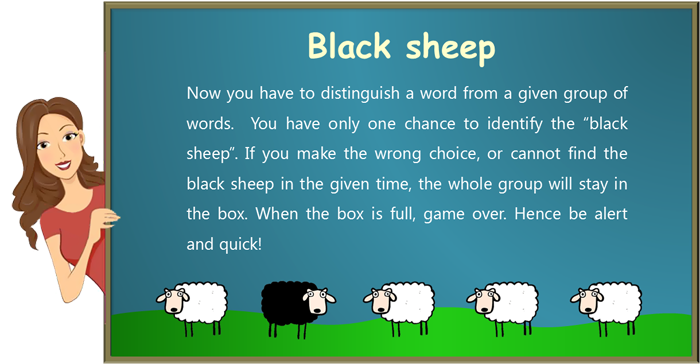 Black sheep
Now you have to distinguish a word from a given group of
words. You have only one chance to identify the “black
sheep”. If you make the wrong choice, or cannot find the
black sheep in the given time, the whole group will stay in
the box. When the box is full, game over. Hence be alert
and quick!